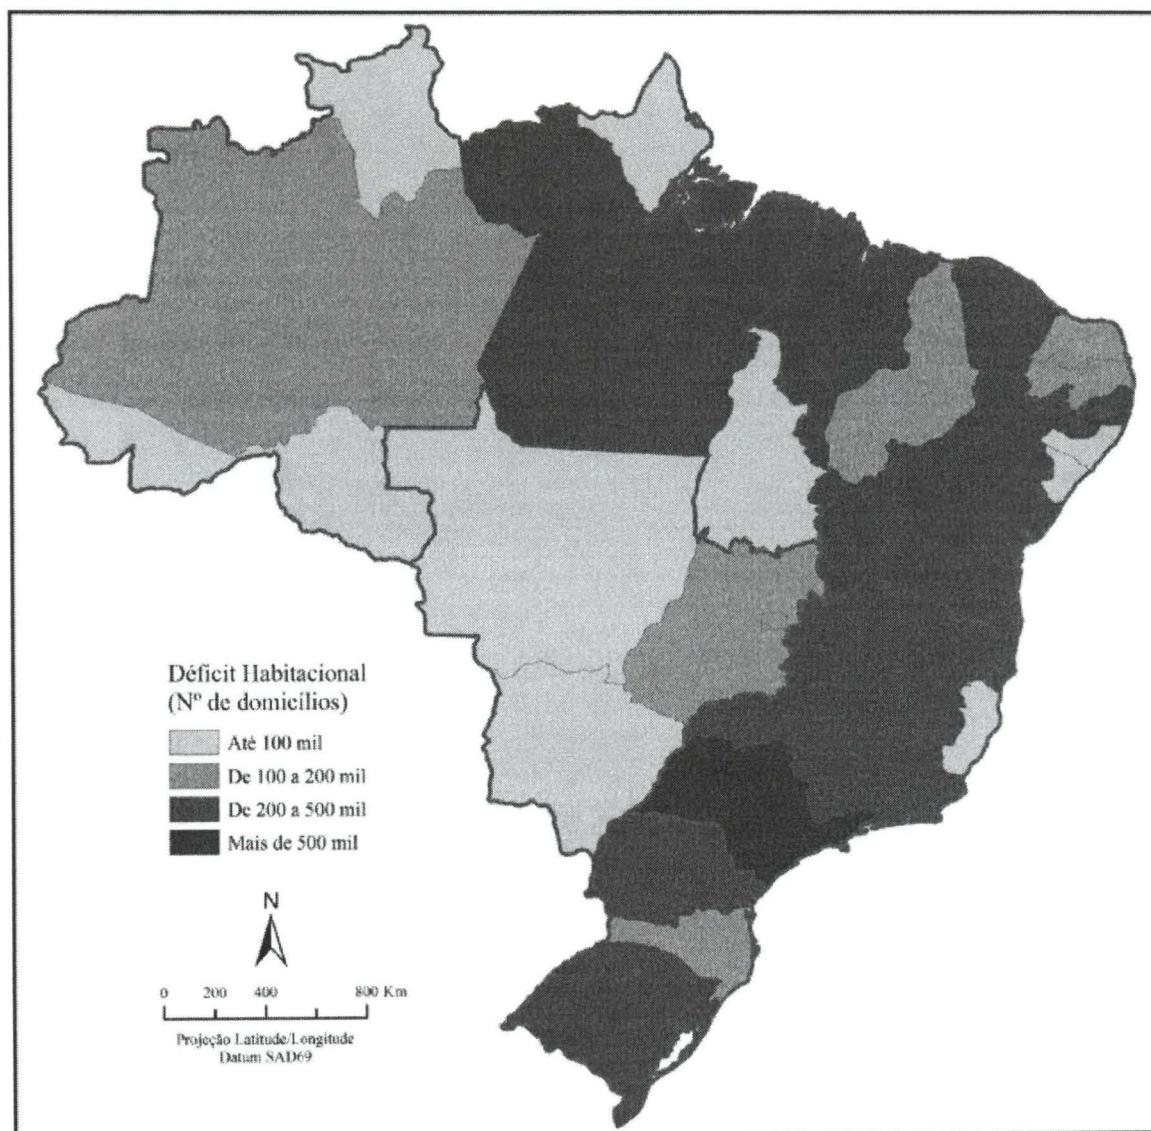 Déficit Habitacional
(Nº de domicílios)
Até 100 mil
De 100 a 200 mil
De 200 a 500 mil
Mais de 500 mil
N
0 200 400 800 Km
Projeção Latitude/Longitude
Datum SAD69